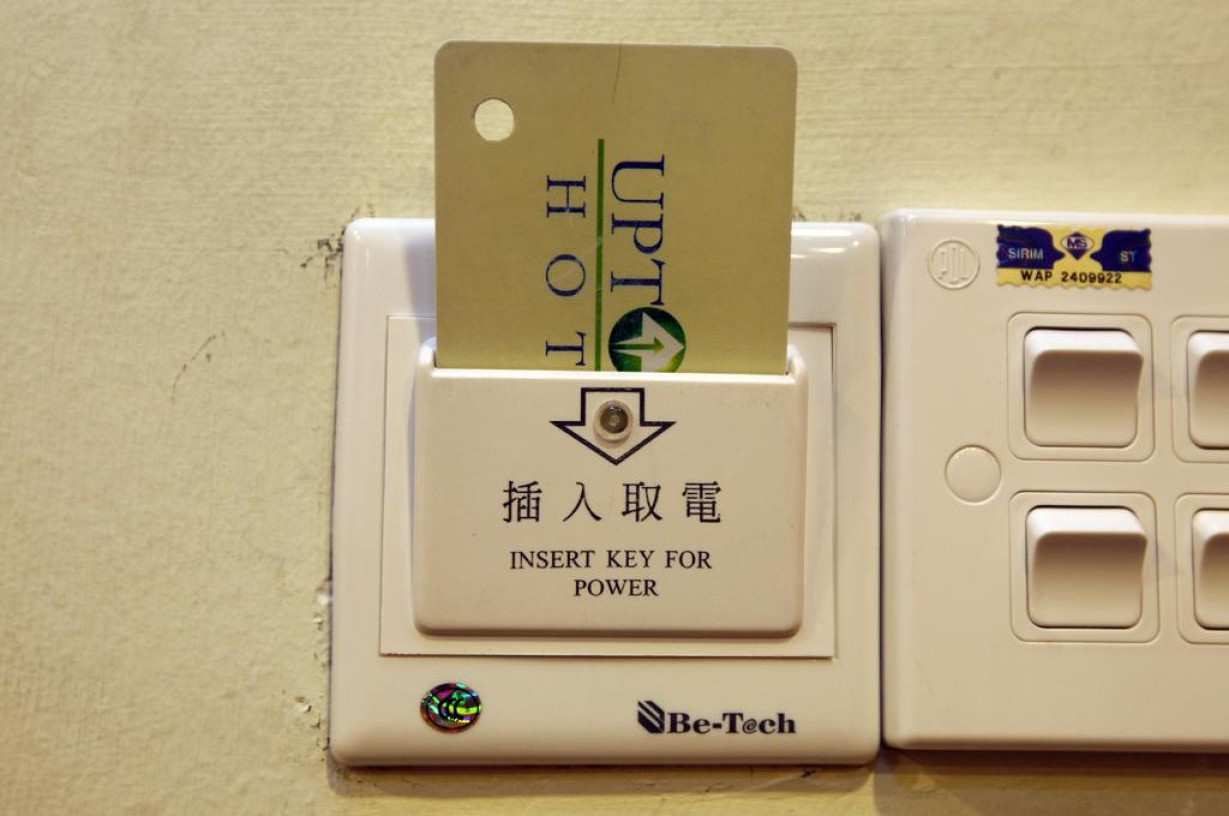 UPT
HOT
插入取電
INSERT KEY FOR
POWER
Be-Tech
SIRIM MS ST
WAP 2409922